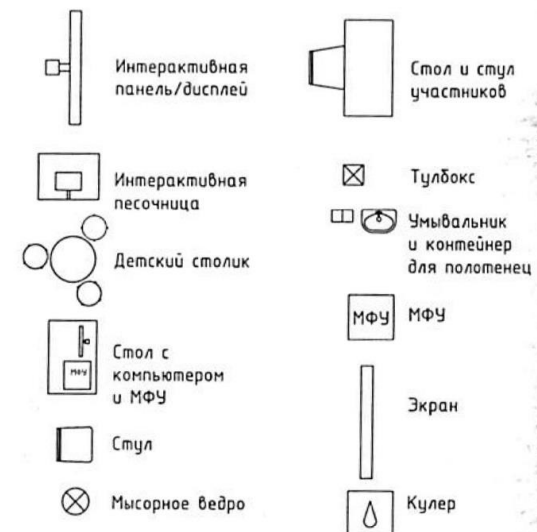 Интерактивная
панель/дисплей
Интерактивная
песочница
Детский столик
МФУ
Стол с
компьютером
и МФУ
Стул
Мысорное ведро
Стол и стул
участников
Тулбокс
Умывальник
и контейнер
для полотенец
МФУ
МФУ
Экран
Кулер